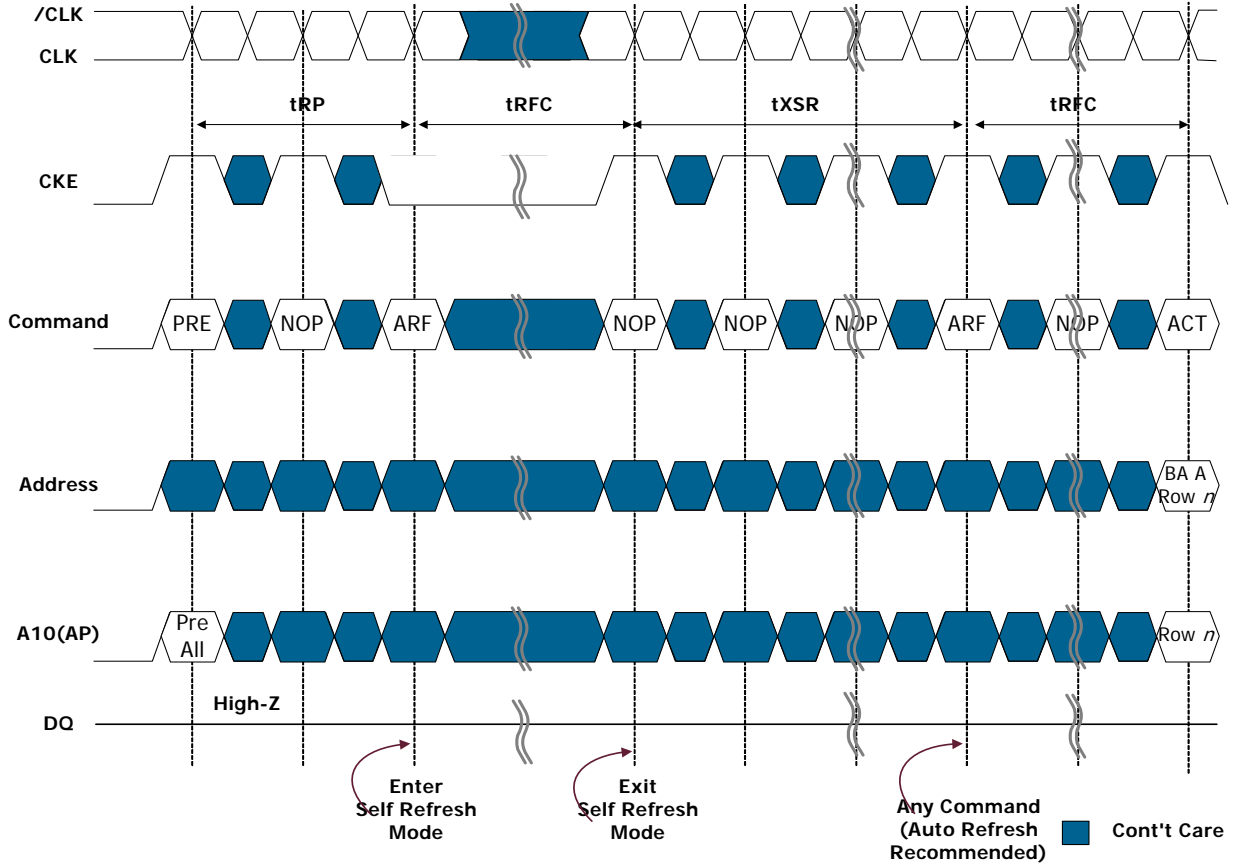 /CLK
CLK
tRP tRFC tXSR tRFC
CKE
Command PRE NOP ARF NOP NOP NOP ARF NOP ACT
Address BA A
Row n
A10(AP) Pre
All Row n
High-Z
DQ
Enter
Self Refresh
Mode
Exit
Self Refresh
Mode
Any Command
(Auto Refresh
Recommended)
Cont't Care